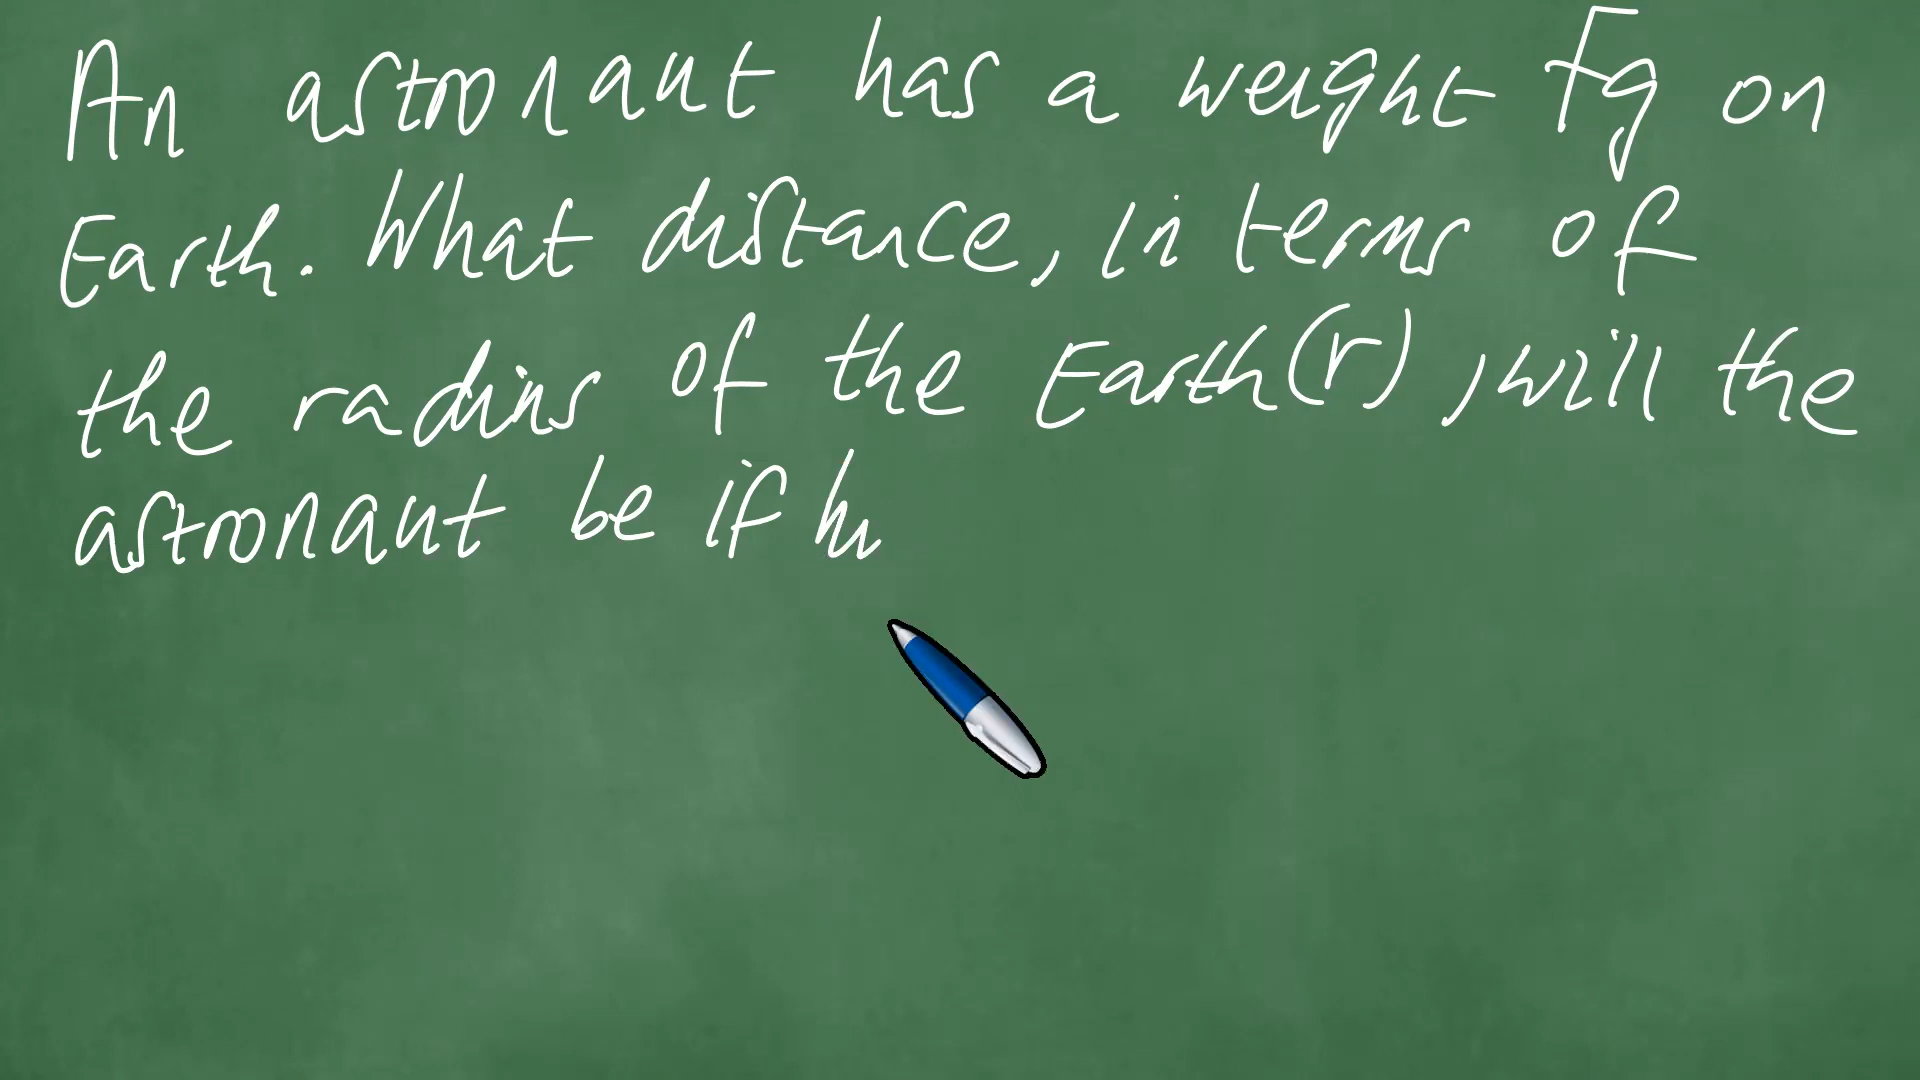 An astronaut has a weight Fg on
Earth. What distance, in terms of
the radius of the Earth (r), will the
astronaut be if hi